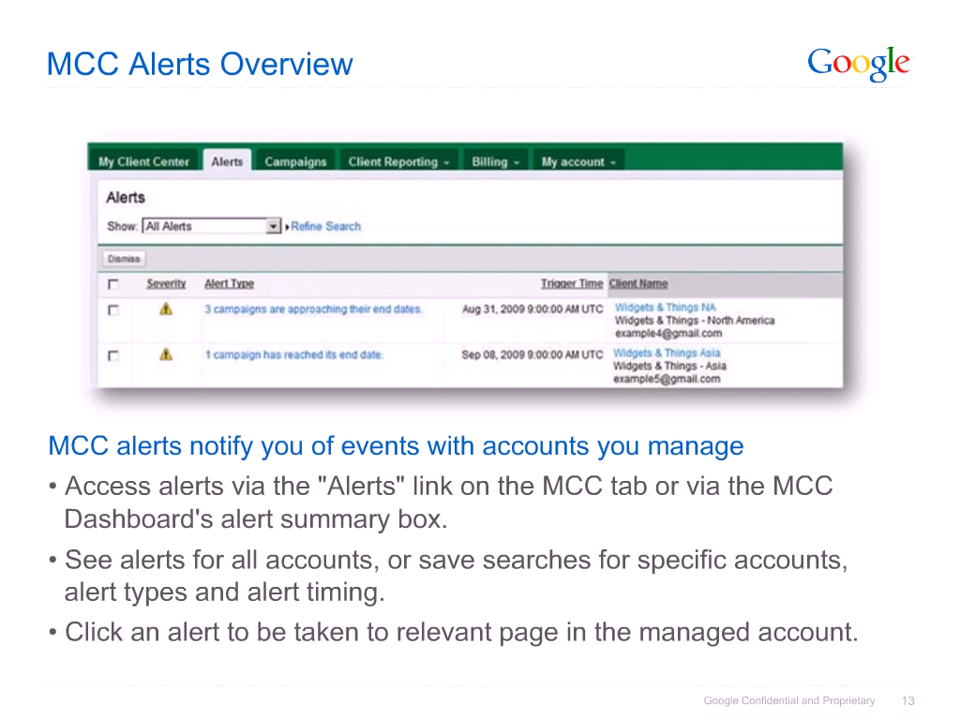 MCC Alerts Overview
Google
My Client Center Alerts Campaigns Client Reporting Billing My account
Alerts
Show: All Alerts Refine Search
Dismiss
Severity Alert Type Trigger Time Client Name
3 campaigns are approaching their end dates. Aug 31, 2009 9:00:00 AM UTC Widgets & Things NA
Widgets & Things - North America
example4@gmail.com
1 campaign has reached its end date. Sep 08, 2009 9:00:00 AM UTC Widgets & Things Asia
Widgets & Things - Asia
example5@gmail.com
MCC alerts notify you of events with accounts you manage
• Access alerts via the "Alerts" link on the MCC tab or via the MCC
Dashboard's alert summary box.
• See alerts for all accounts, or save searches for specific accounts,
alert types and alert timing.
• Click an alert to be taken to relevant page in the managed account.
Google Confidential and Proprietary 13